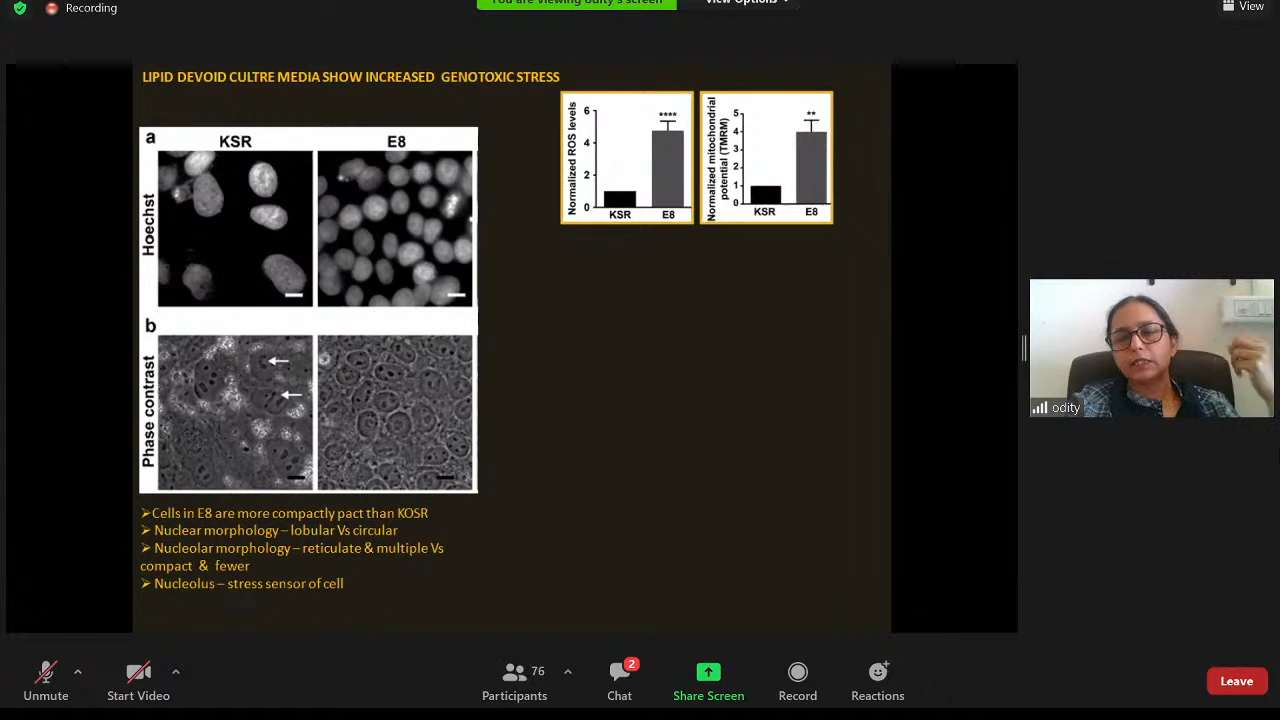 Recording
You are viewing odity's screen
View Options
View
LIPID DEVOID CULTRE MEDIA SHOW INCREASED GENOTOXIC STRESS
a
KSR
E8
Hoechst
b
Phase contrast
Normalized ROS levels
6
4
2
0
****
KSR
E8
Normalized mitochondrial
potential (TMRM)
5
4
3
2
1
0
**
KSR
E8
➢Cells in E8 are more compactly pact than KOSR
➢ Nuclear morphology – lobular Vs circular
➢ Nucleolar morphology – reticulate & multiple Vs
compact & fewer
➢ Nucleolus – stress sensor of cell
odity
Unmute
Start Video
76
Participants
2
Chat
Share Screen
Record
Reactions
Leave